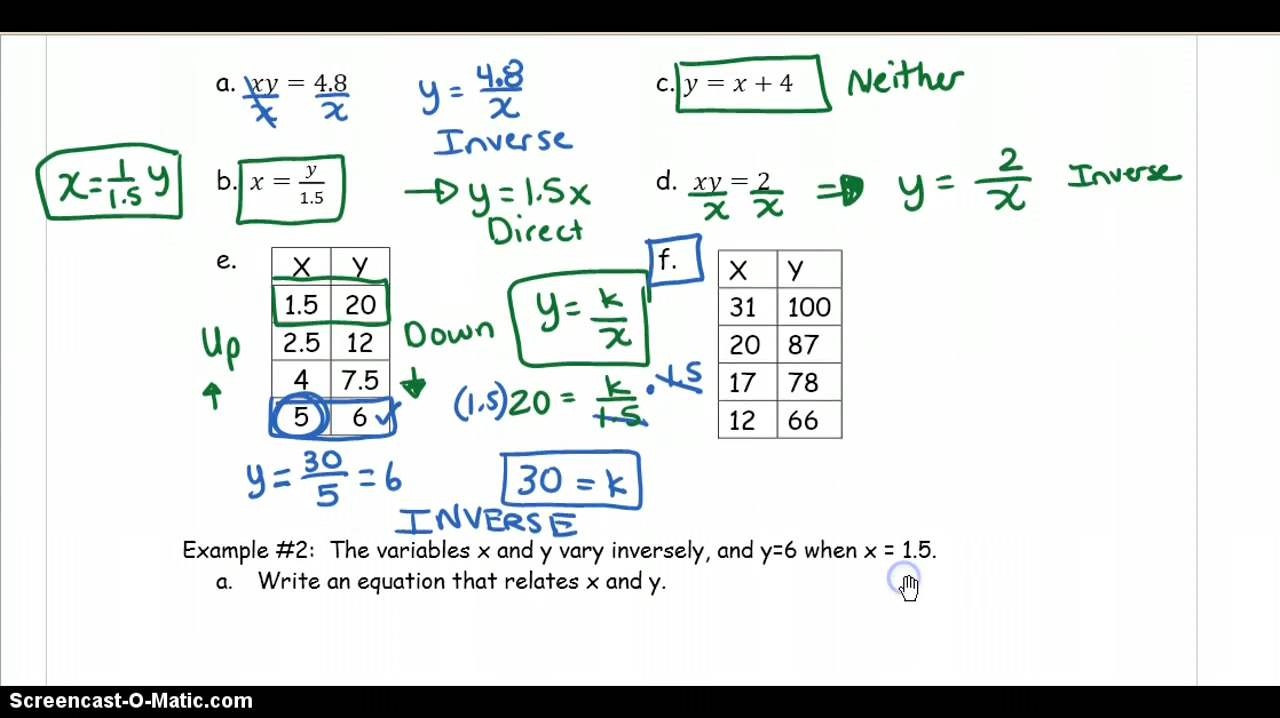 a. xy = 4.8
x x
y = 4.8/x
Inverse
c. y = x + 4 Neither
x = 1/1.5 y
b. x = y/1.5
→ y = 1.5x
Direct
d. xy = 2
x x
⇒ y = 2/x Inverse
e.
X Y
1.5 20
2.5 12
4 7.5
5 6 ✓
Up ↑
Down ↓
y = k/x
(1.5)20 = k/1.5 · 1.5
y = 30/5 = 6
30 = k
INVERSE
f.
X Y
31 100
20 87
17 78
12 66
Example #2: The variables x and y vary inversely, and y=6 when x = 1.5.
a. Write an equation that relates x and y.
Screencast-O-Matic.com